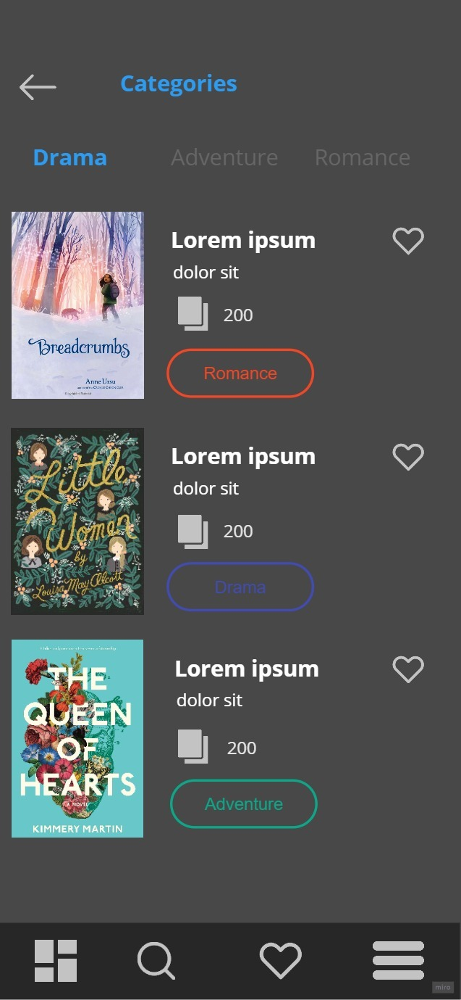 Categories
Drama Adventure Romance
Breadcrumbs
Anne Ursu
Lorem ipsum
dolor sit
200
Romance
Little
Women
by
Louisa May Alcott
Lorem ipsum
dolor sit
200
Drama
THE
QUEEN
OF
HEARTS
A NOVEL
KIMMERY MARTIN
Lorem ipsum
dolor sit
200
Adventure
miro